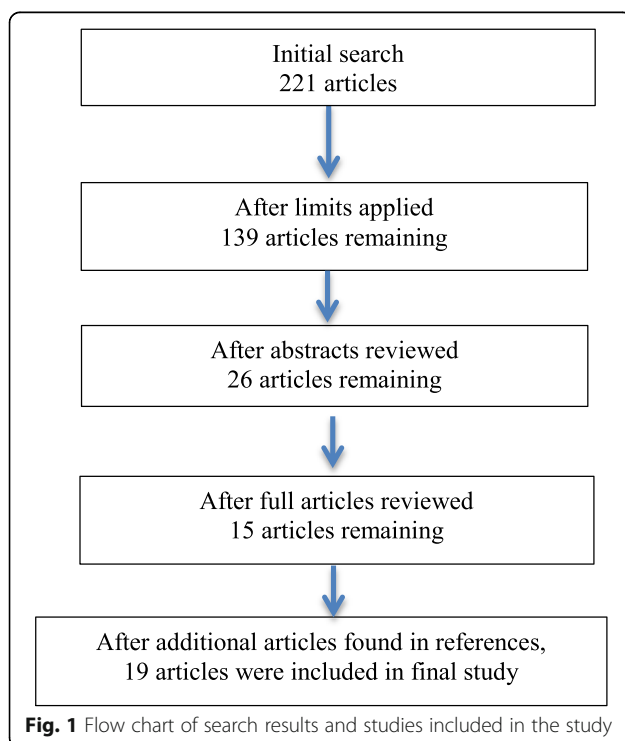 Initial search
221 articles
After limits applied
139 articles remaining
After abstracts reviewed
26 articles remaining
After full articles reviewed
15 articles remaining
After additional articles found in references,
19 articles were included in final study
Fig. 1 Flow chart of search results and studies included in the study